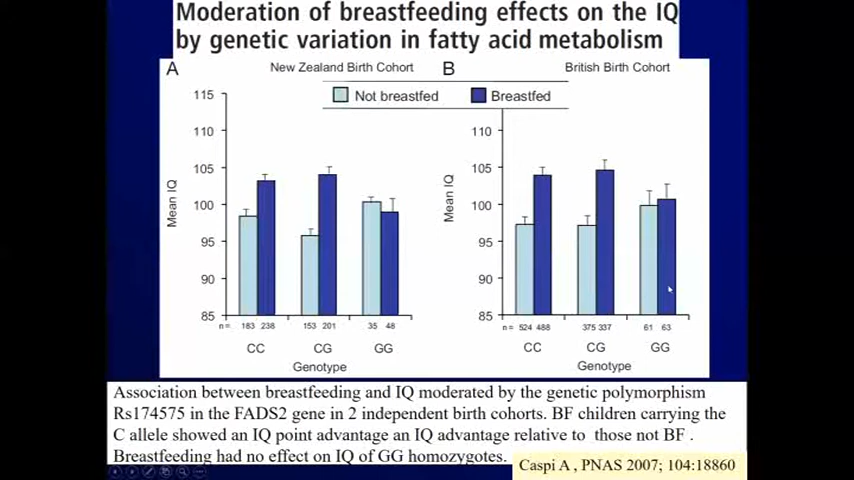 Moderation of breastfeeding effects on the IQ
by genetic variation in fatty acid metabolism
A New Zealand Birth Cohort
B British Birth Cohort
Not breastfed Breastfed
115
110
105
100
95
90
85
Mean IQ
n = 183 238 153 201 35 48
CC CG GG
Genotype
110
105
100
95
90
85
Mean IQ
n = 524 488 375 337 61 63
CC CG GG
Genotype
Association between breastfeeding and IQ moderated by the genetic polymorphism
Rs174575 in the FADS2 gene in 2 independent birth cohorts. BF children carrying the
C allele showed an IQ point advantage an IQ advantage relative to those not BF .
Breastfeeding had no effect on IQ of GG homozygotes.
Caspi A , PNAS 2007; 104:18860